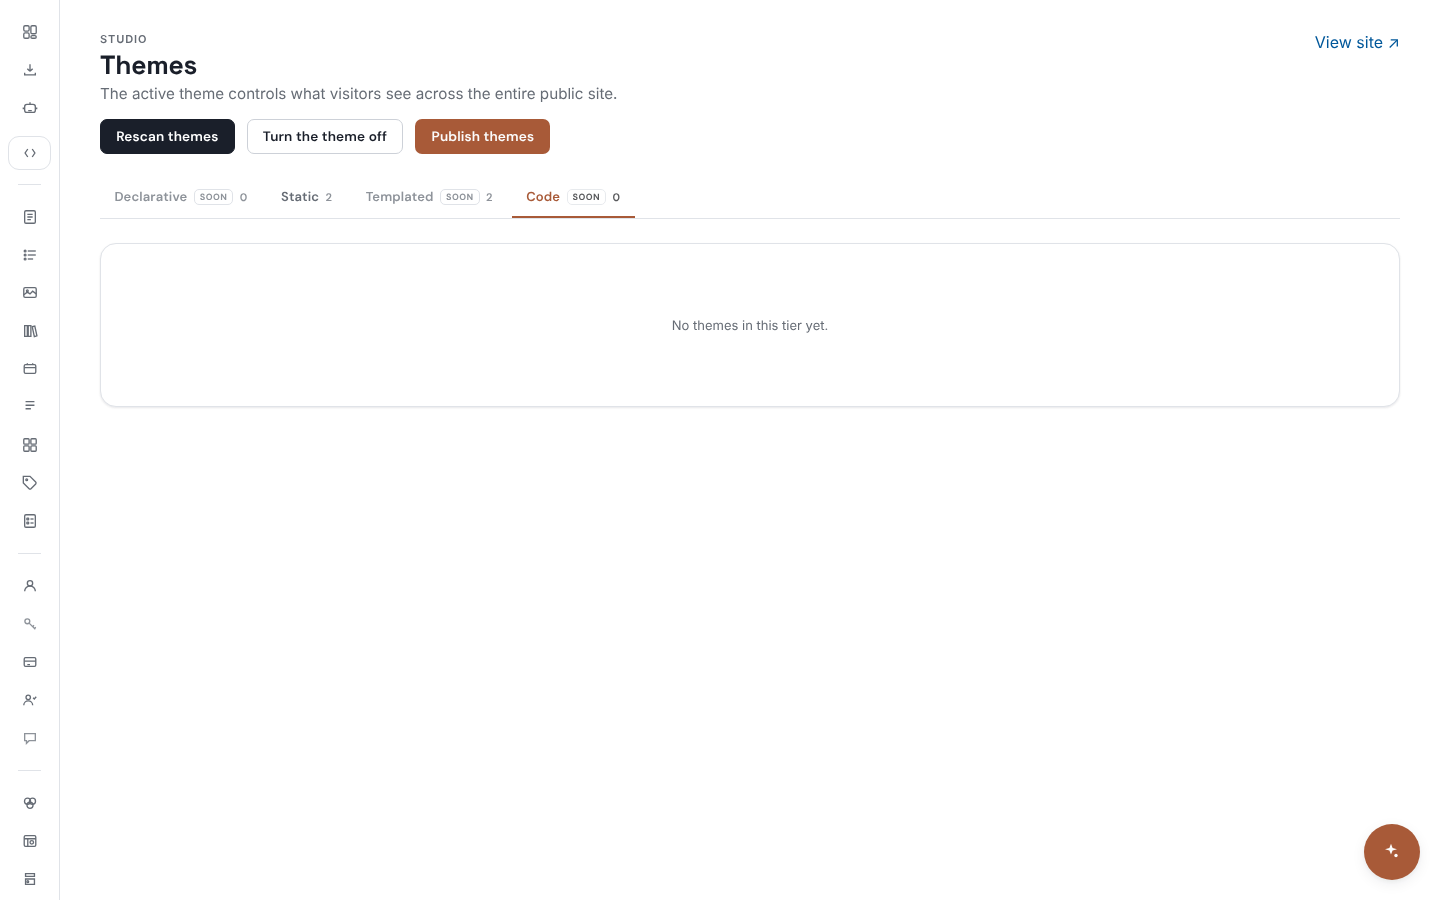 STUDIO
View site ↗
Themes
The active theme controls what visitors see across the entire public site.
Rescan themes Turn the theme off Publish themes
Declarative SOON 0 Static 2 Templated SOON 2 Code SOON 0
No themes in this tier yet.